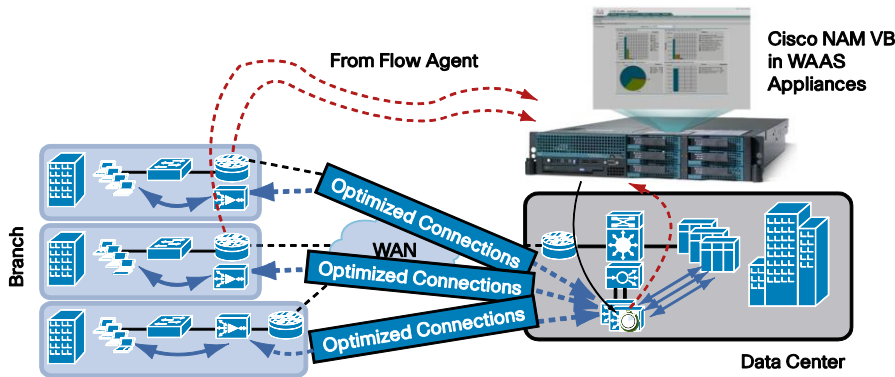 From Flow Agent
Cisco NAM VB
in WAAS
Appliances
Branch
Optimized Connections
WAN
Optimized Connections
Optimized Connections
Data Center